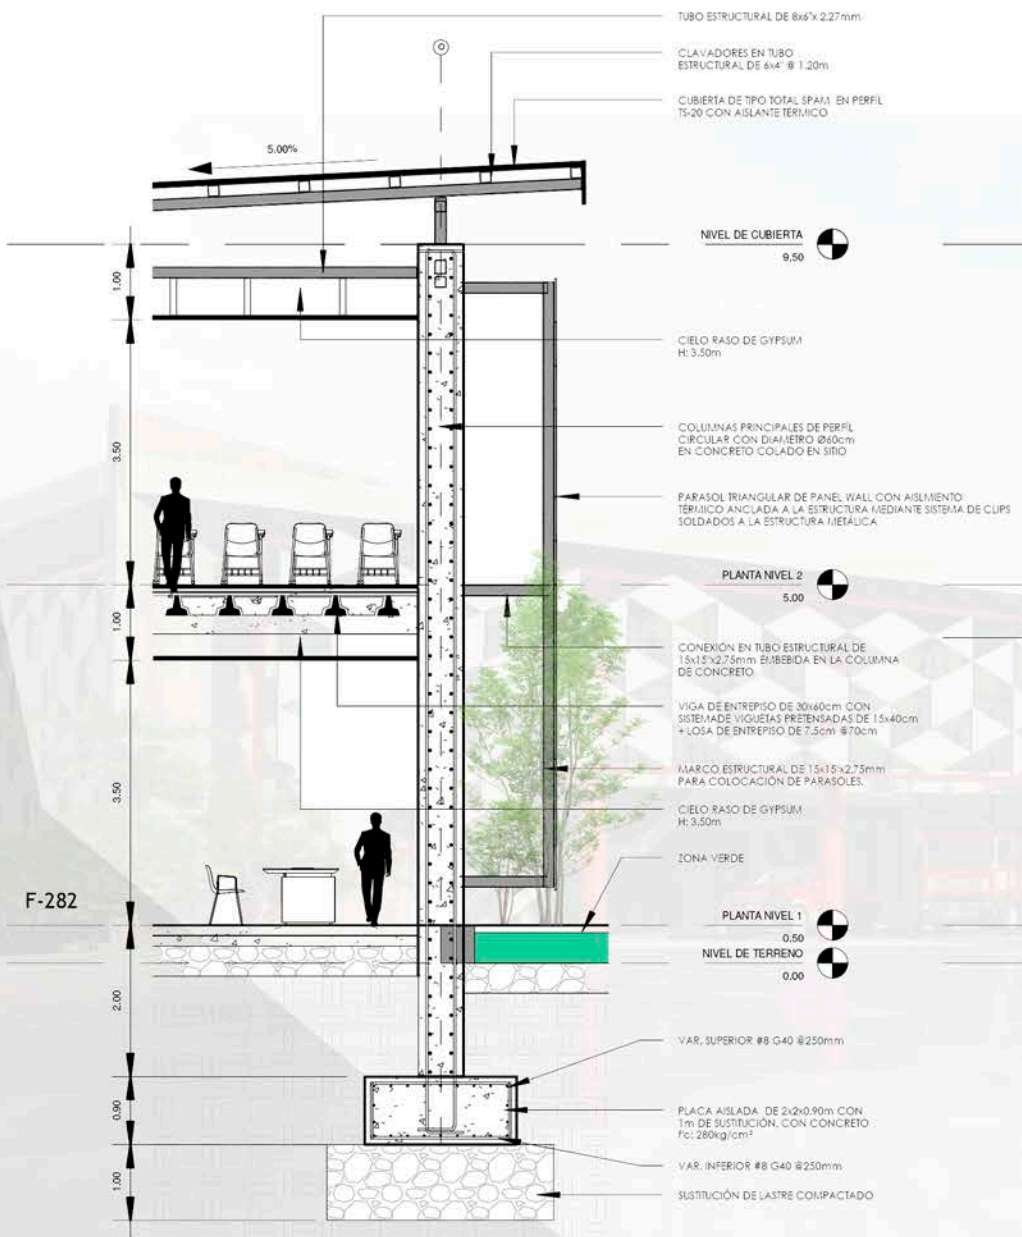 TUBO ESTRUCTURAL DE 8x6"x 2.27mm
CLAVADORES EN TUBO
ESTRUCTURAL DE 6x4" @ 1.20m
CUBIERTA DE TIPO TOTAL SPAM EN PERFIL
TS-20 CON AISLANTE TÉRMICO
5.00%
NIVEL DE CUBIERTA
9.50
1.00
CIELO RASO DE GYPSUM
H: 3.50m
3.50
COLUMNAS PRINCIPALES DE PERFIL
CIRCULAR CON DIAMETRO Ø60cm
EN CONCRETO COLADO EN SITIO
PARASOL TRIANGULAR DE PANEL WALL CON AISLMIENTO
TÉRMICO ANCLADA A LA ESTRUCTURA MEDIANTE SISTEMA DE CLIPS
SOLDADOS A LA ESTRUCTURA METÁLICA
PLANTA NIVEL 2
5.00
1.00
CONEXIÓN EN TUBO ESTRUCTURAL DE
15x15"x2.75mm EMBEBIDA EN LA COLUMNA
DE CONCRETO
VIGA DE ENTREPISO DE 30x60cm CON
SISTEMADE VIGUETAS PRETENSADAS DE 15x40cm
+ LOSA DE ENTREPISO DE 7.5cm @70cm
MARCO ESTRUCTURAL DE 15x15"x2.75mm
PARA COLOCACIÓN DE PARASOLES.
3.50
CIELO RASO DE GYPSUM
H: 3.50m
ZONA VERDE
F-282
PLANTA NIVEL 1
0.50
NIVEL DE TERRENO
0.00
2.00
VAR. SUPERIOR #8 G40 @250mm
0.90
PLACA AISLADA DE 2x2x0.90m CON
1m DE SUSTITUCIÓN. CON CONCRETO
F'c: 280kg/cm²
VAR. INFERIOR #8 G40 @250mm
1.00
SUSTITUCIÓN DE LASTRE COMPACTADO